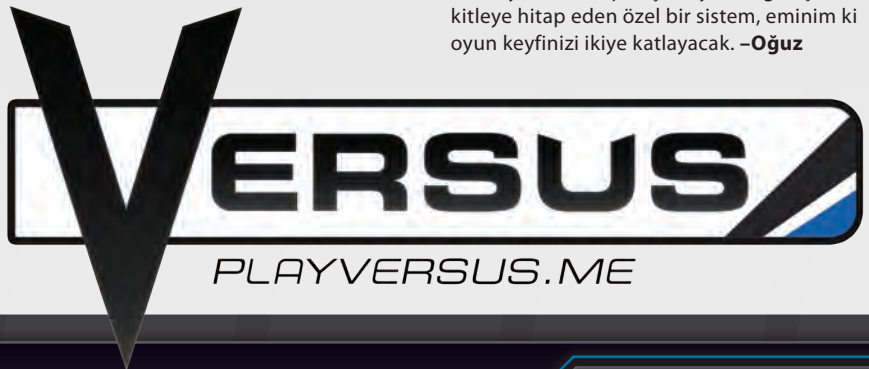 kitleye hitap eden özel bir sistem, eminim ki
oyun keyfinizi ikiye katlayacak. –Oğuz
VERSUS
PLAYVERSUS.ME